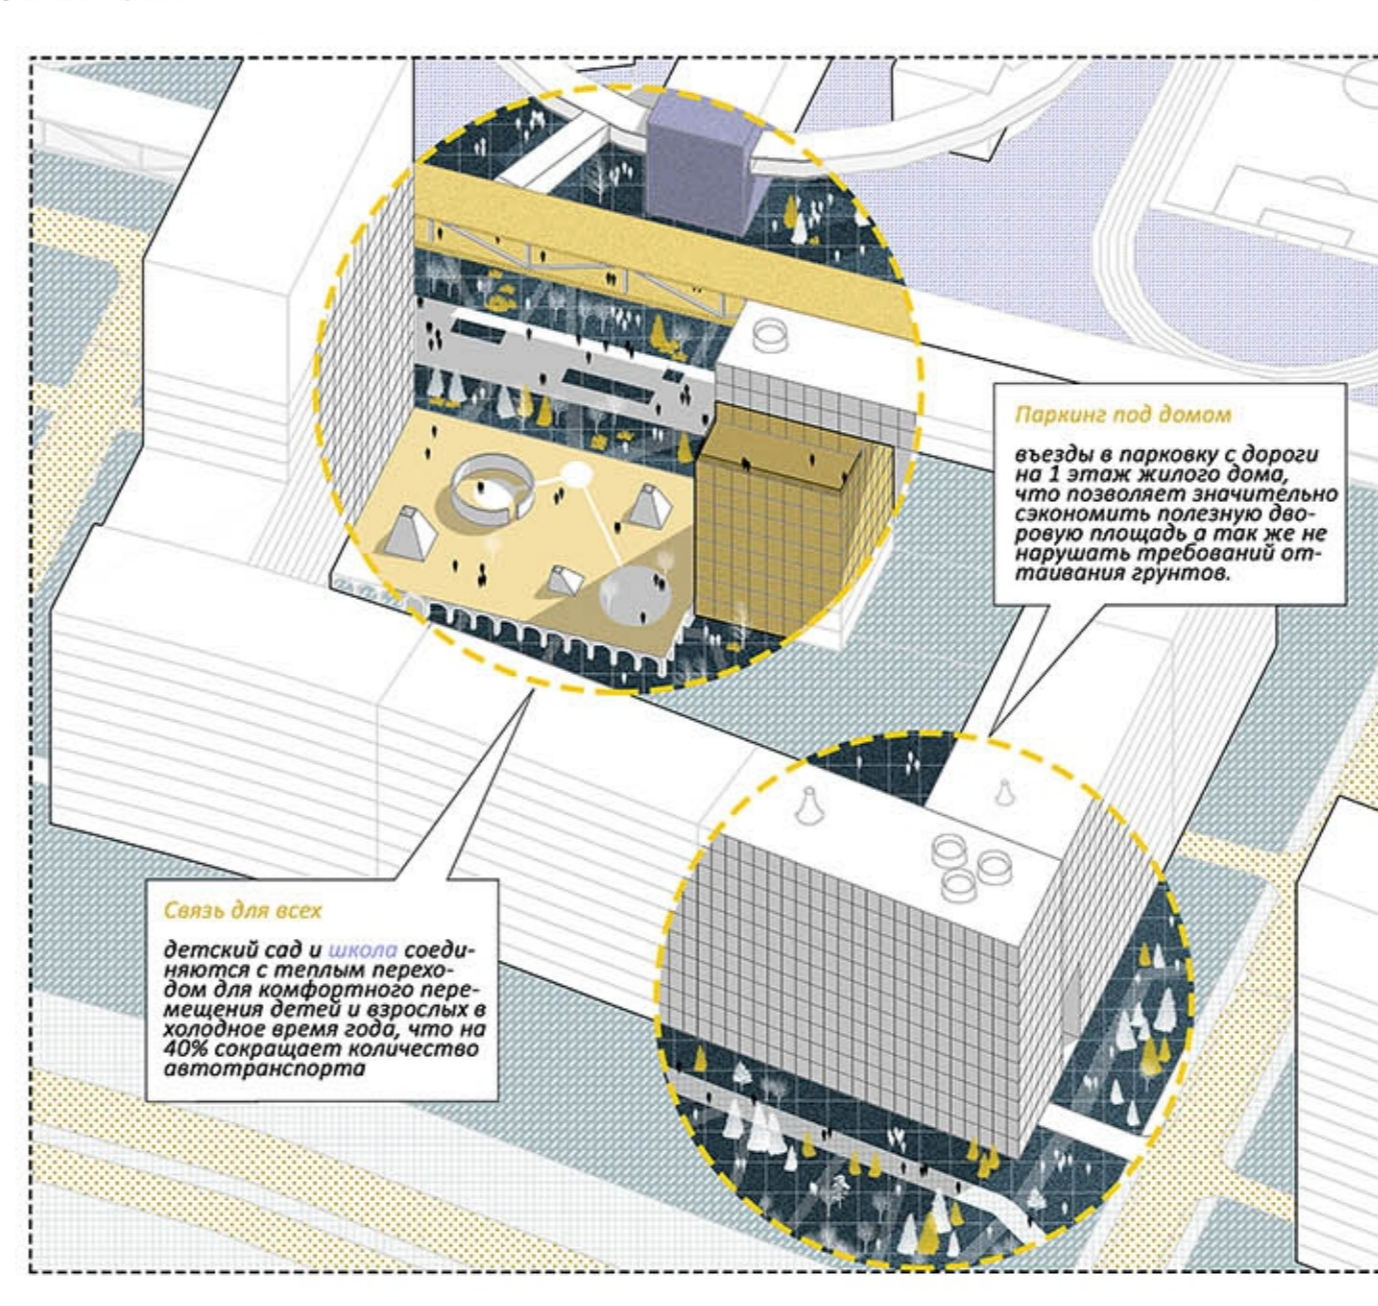 Паркинг под домом
въезды в парковку с дороги
на 1 этаж жилого дома,
что позволяет значительно
сэкономить полезную дво-
ровую площадь а так же не
нарушать требований от-
таивания грунтов.
Связь для всех
детский сад и школа соеди-
няются с теплым перехо-
дом для комфортного пере-
мещения детей и взрослых в
холодное время года, что на
40% сокращает количество
автотранспорта